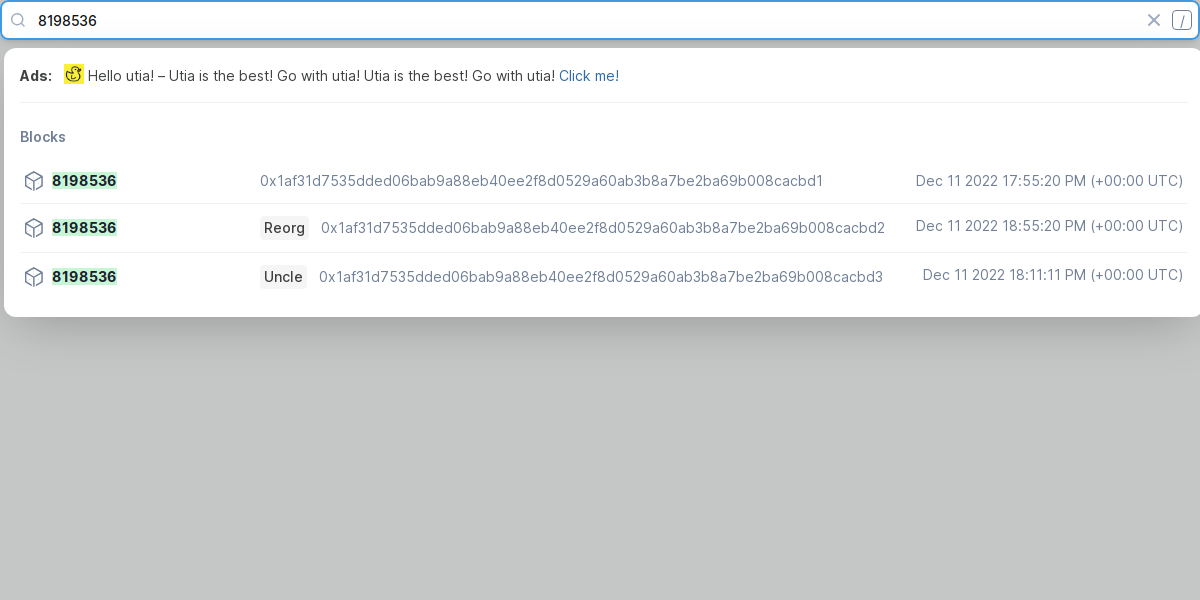 8198536 /
Ads: Hello utia! – Utia is the best! Go with utia! Utia is the best! Go with utia! Click me!
Blocks
8198536 0x1af31d7535dded06bab9a88eb40ee2f8d0529a60ab3b8a7be2ba69b008cacbd1 Dec 11 2022 17:55:20 PM (+00:00 UTC)
8198536 Reorg 0x1af31d7535dded06bab9a88eb40ee2f8d0529a60ab3b8a7be2ba69b008cacbd2 Dec 11 2022 18:55:20 PM (+00:00 UTC)
8198536 Uncle 0x1af31d7535dded06bab9a88eb40ee2f8d0529a60ab3b8a7be2ba69b008cacbd3 Dec 11 2022 18:11:11 PM (+00:00 UTC)